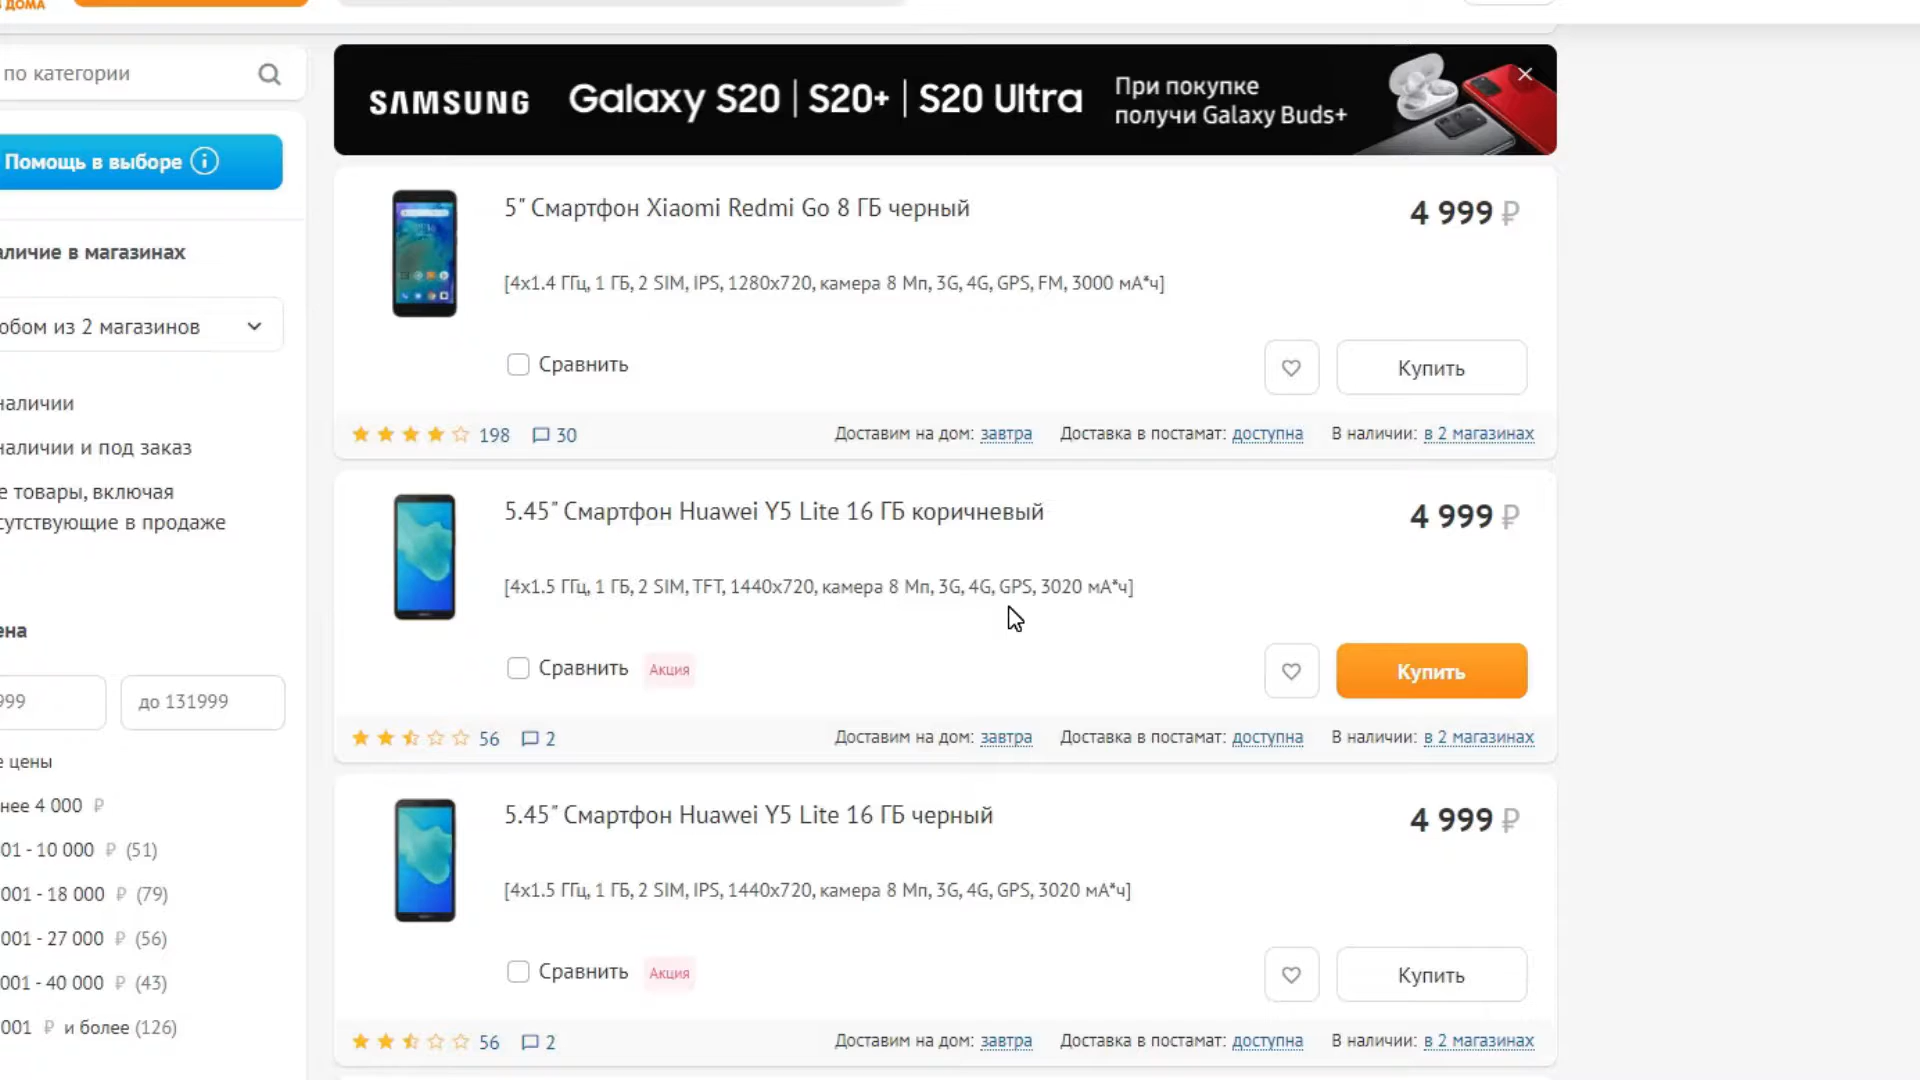 ДОМА
по категории
Помощь в выборе
аличие в магазинах
обом из 2 магазинов
наличии
наличии и под заказ
е товары, включая
сутствующие в продаже
ена
999
до 131999
е цены
нее 4 000 ₽
01 - 10 000 ₽ (51)
001 - 18 000 ₽ (79)
001 - 27 000 ₽ (56)
001 - 40 000 ₽ (43)
001 ₽ и более (126)
SAMSUNG Galaxy S20 | S20+ | S20 Ultra
При покупке
получи Galaxy Buds+
5" Смартфон Xiaomi Redmi Go 8 ГБ черный
4 999 ₽
[4x1.4 ГГц, 1 ГБ, 2 SIM, IPS, 1280x720, камера 8 Мп, 3G, 4G, GPS, FM, 3000 мА*ч]
Сравнить
Купить
198 30 Доставим на дом: завтра Доставка в постамат: доступна В наличии: в 2 магазинах
5.45" Смартфон Huawei Y5 Lite 16 ГБ коричневый
4 999 ₽
[4x1.5 ГГц, 1 ГБ, 2 SIM, TFT, 1440x720, камера 8 Мп, 3G, 4G, GPS, 3020 мА*ч]
Сравнить Акция
Купить
56 2 Доставим на дом: завтра Доставка в постамат: доступна В наличии: в 2 магазинах
5.45" Смартфон Huawei Y5 Lite 16 ГБ черный
4 999 ₽
[4x1.5 ГГц, 1 ГБ, 2 SIM, IPS, 1440x720, камера 8 Мп, 3G, 4G, GPS, 3020 мА*ч]
Сравнить Акция
Купить
56 2 Доставим на дом: завтра Доставка в постамат: доступна В наличии: в 2 магазинах